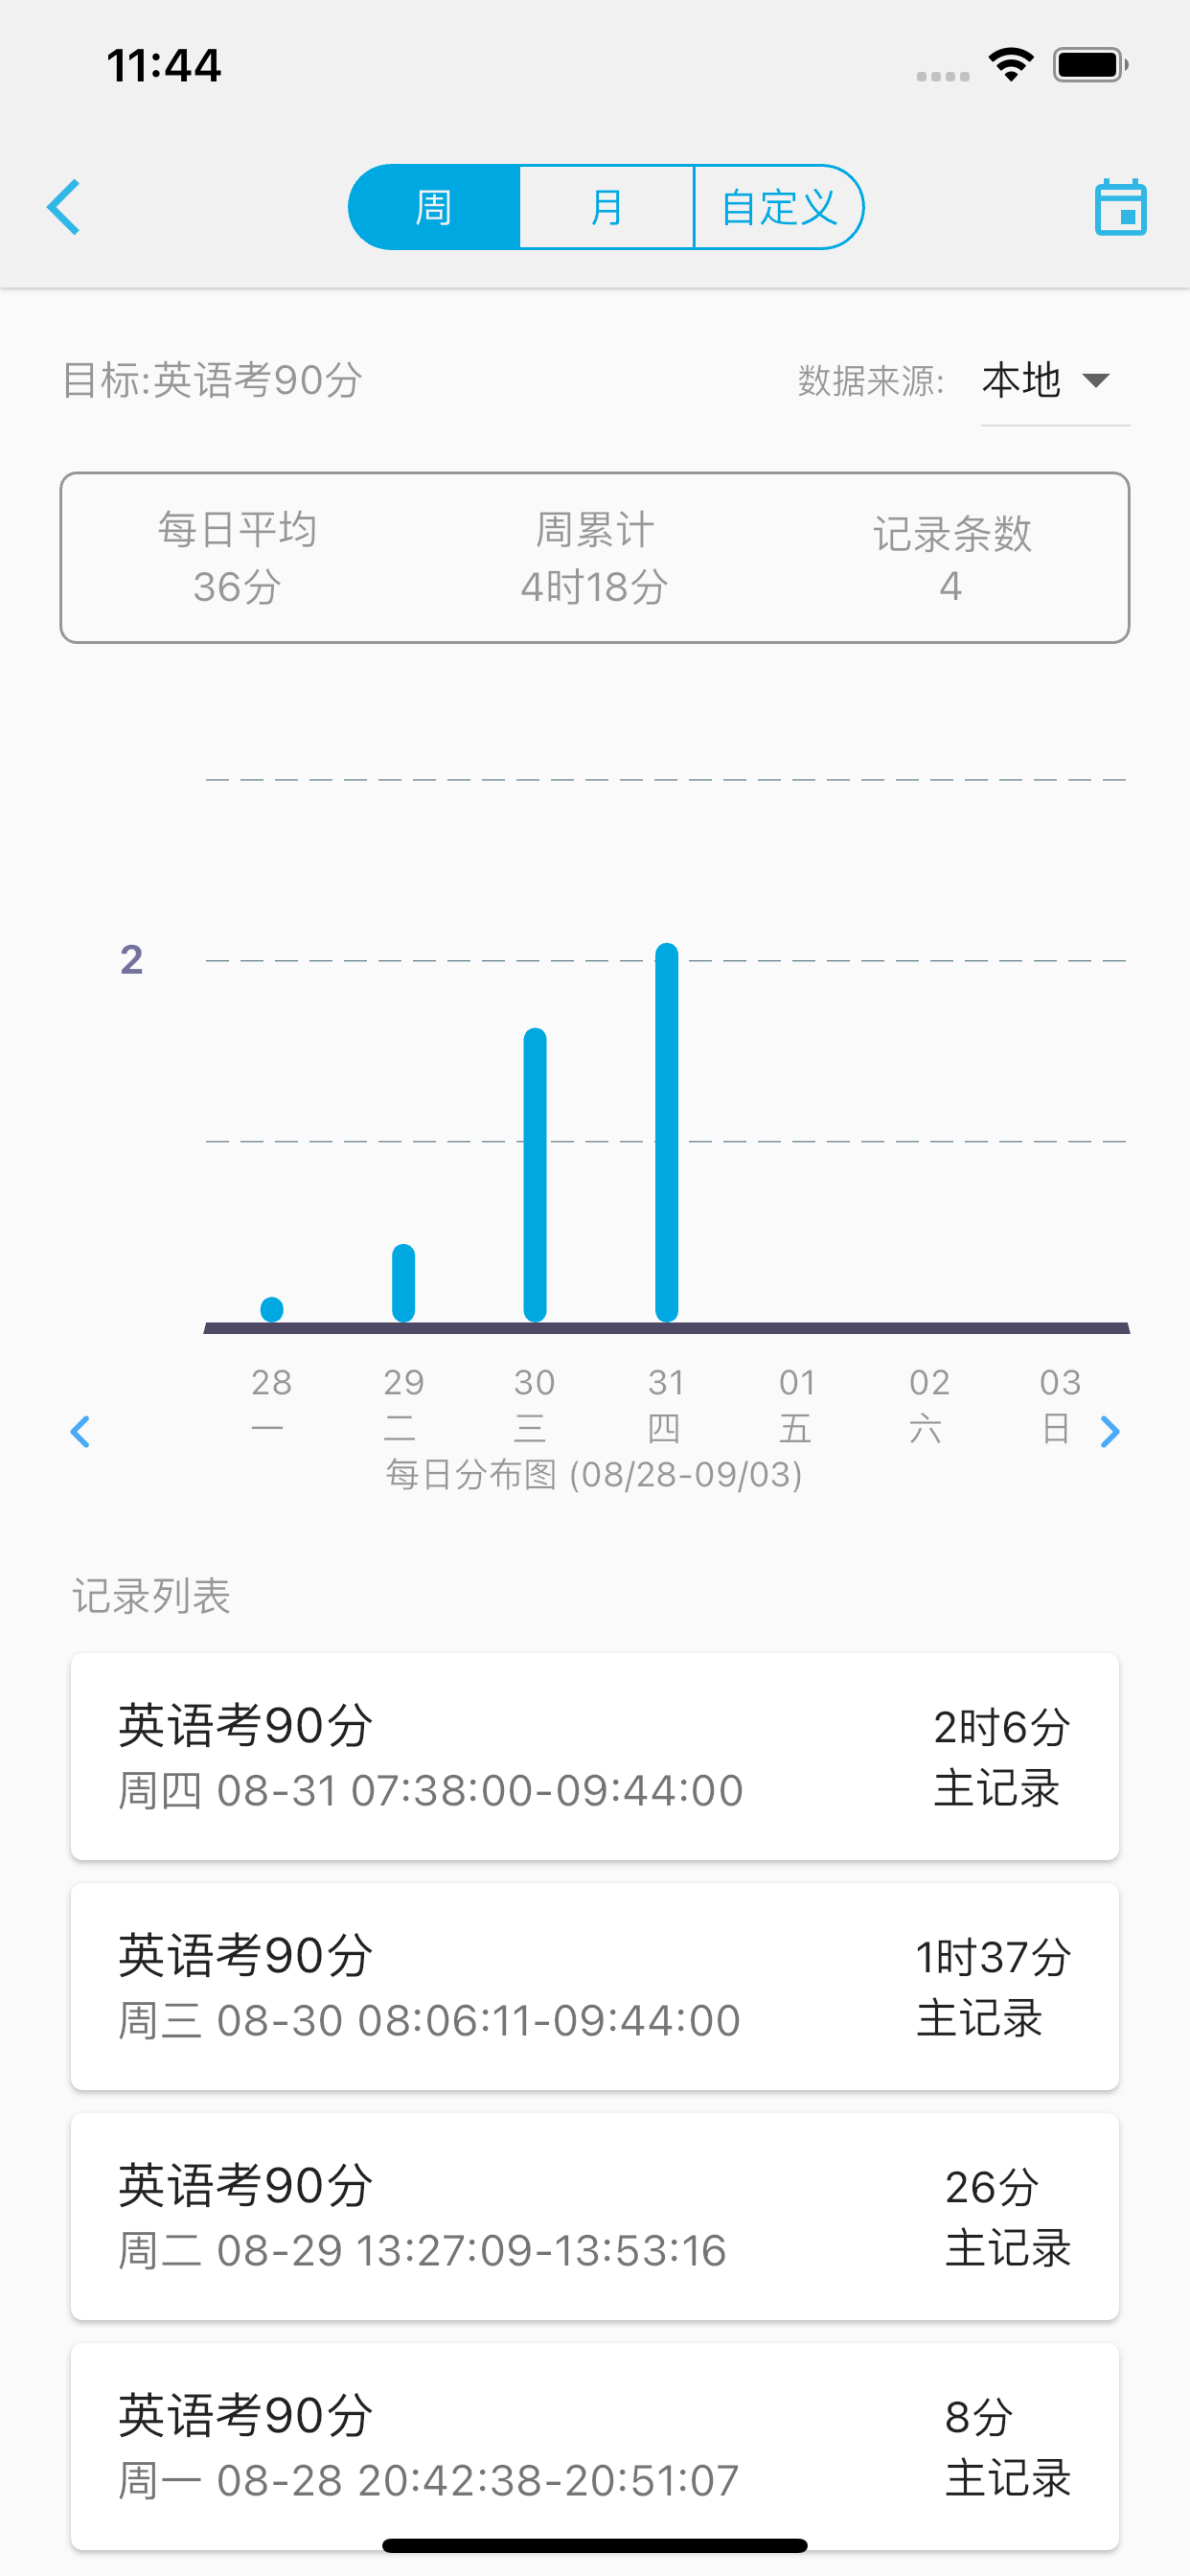 11:44
周 月 自定义
目标:英语考90分 数据来源: 本地
每日平均 周累计 记录条数
36分 4时18分 4
2
28 29 30 31 01 02 03
一 二 三 四 五 六 日
每日分布图 (08/28-09/03)
记录列表
英语考90分 2时6分
周四 08-31 07:38:00-09:44:00 主记录
英语考90分 1时37分
周三 08-30 08:06:11-09:44:00 主记录
英语考90分 26分
周二 08-29 13:27:09-13:53:16 主记录
英语考90分 8分
周一 08-28 20:42:38-20:51:07 主记录